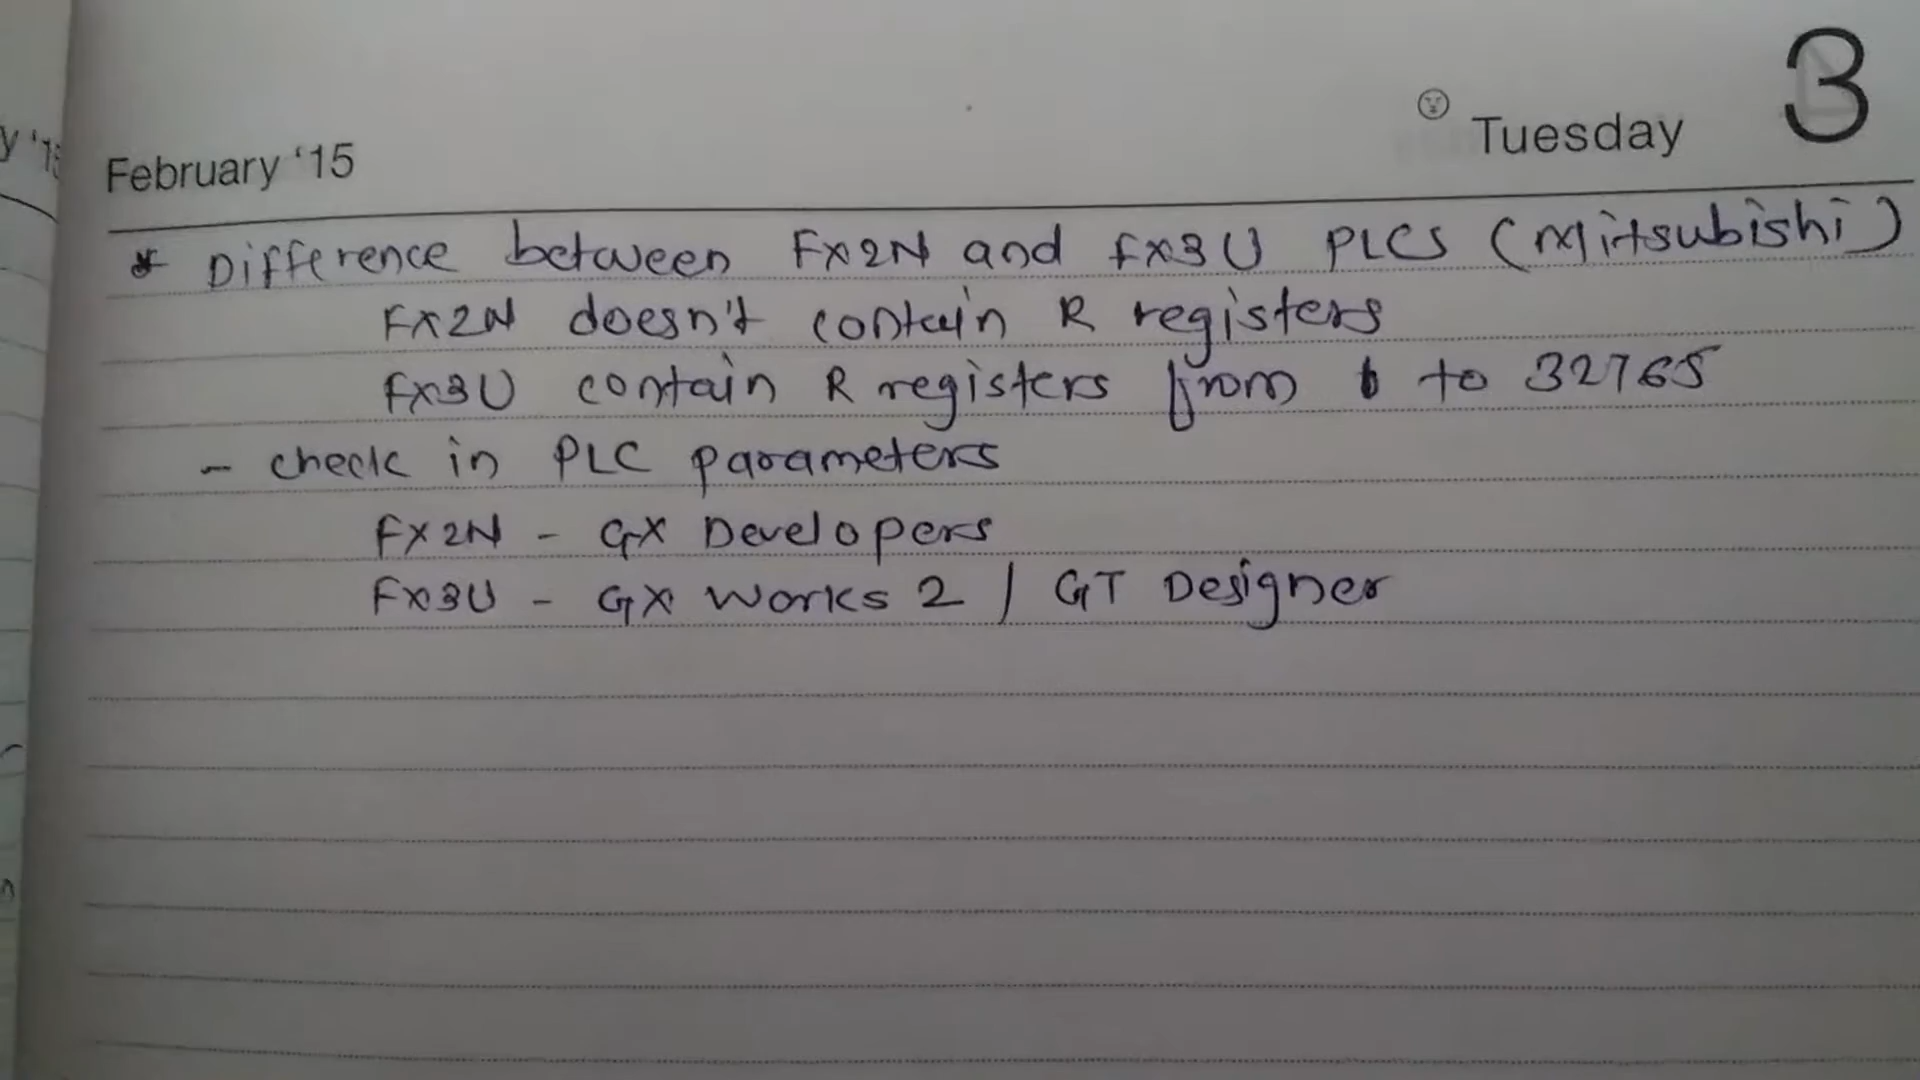 February '15
Tuesday 3
* Difference between FX2N and FX3U PLCS (Mitsubishi)
FX2N doesn't contain R registers
FX3U contain R registers from to 32765
- check in PLC parameters
FX2N - GX Developers
FX3U - GX Works 2 / GT Designer